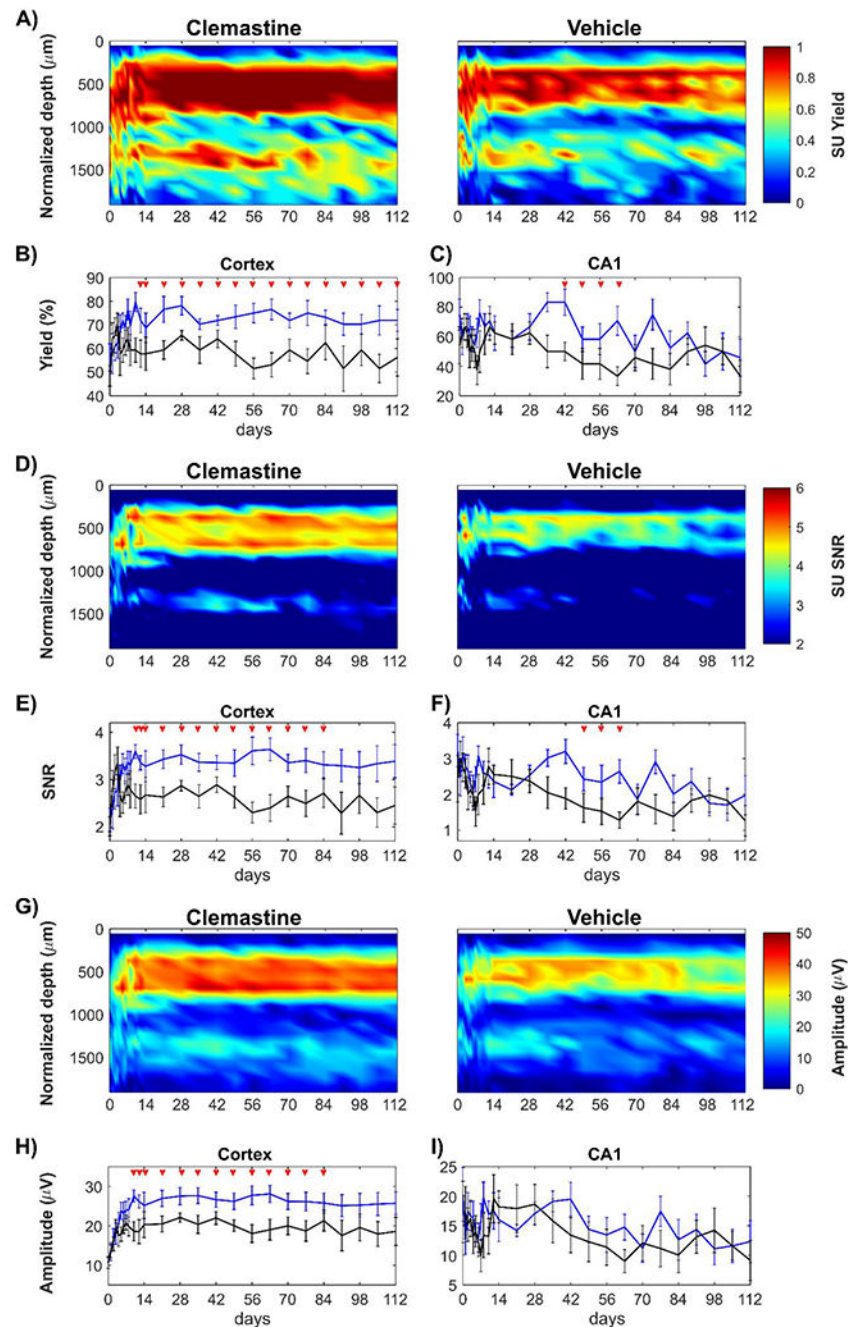 A)
Clemastine
Vehicle
Normalized depth (μm)
0
500
1000
1500
0 14 28 42 56 70 84 98 112
0 14 28 42 56 70 84 98 112
1
0.8
0.6
0.4
0.2
0
SU Yield
B)
Cortex
Yield (%)
90
80
70
60
50
40
0 14 28 42 56 70 84 98 112
days
C)
CA1
100
80
60
40
20
0 14 28 42 56 70 84 98 112
days
D)
Clemastine
Vehicle
Normalized depth (μm)
0
500
1000
1500
0 14 28 42 56 70 84 98 112
0 14 28 42 56 70 84 98 112
6
5
4
3
2
SU SNR
E)
Cortex
SNR
4
3
2
0 14 28 42 56 70 84 98 112
days
F)
CA1
4
3
2
1
0 14 28 42 56 70 84 98 112
days
G)
Clemastine
Vehicle
Normalized depth (μm)
0
500
1000
1500
0 14 28 42 56 70 84 98 112
0 14 28 42 56 70 84 98 112
50
40
30
20
10
0
Amplitude (μV)
H)
Cortex
Amplitude (μV)
30
20
10
0 14 28 42 56 70 84 98 112
days
I)
CA1
25
20
15
10
5
0 14 28 42 56 70 84 98 112
days